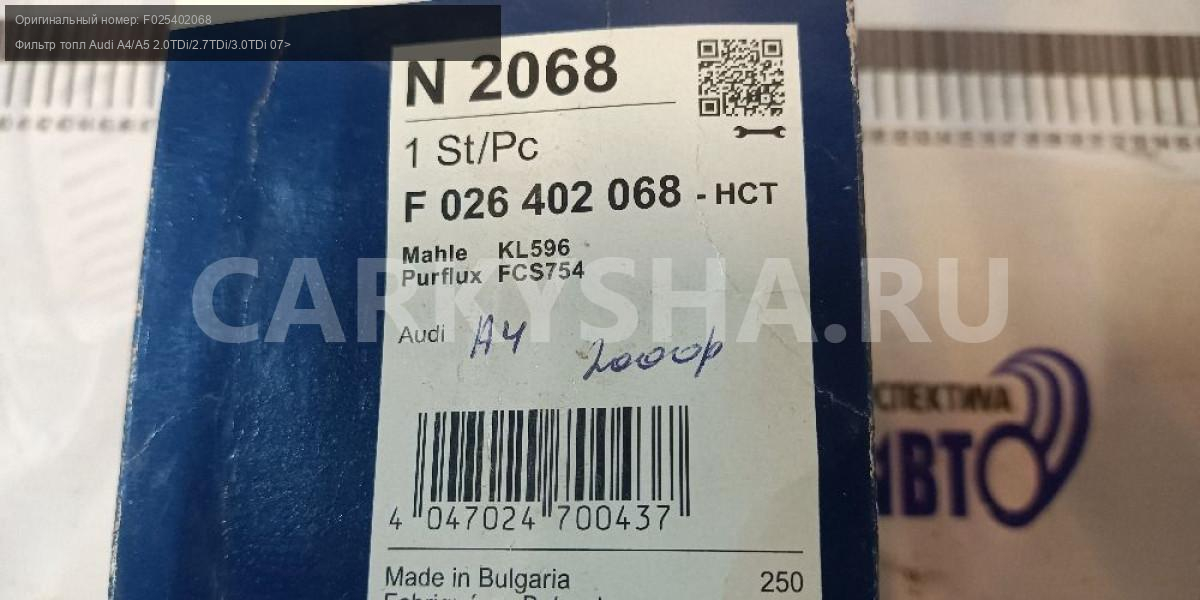 Оригинальный номер: F025402068
Фильтр топл Audi A4/A5 2.0TDi/2.7TDi/3.0TDi 07>
N 2068
1 St/Pc
F 026 402 068 - HCT
Mahle KL596
Purflux FCS754
CARKYSHA.RU
Audi A4
2000р
СПЕКТИВА
АВТО
4 047024 700437
Made in Bulgaria 250